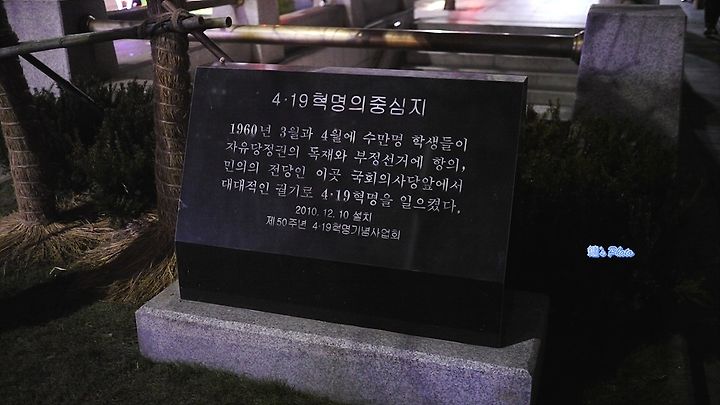 4·19혁명의중심지
1960년 3월과 4월에 수만명 학생들이
자유당정권의 독재와 부정선거에 항의,
민의의 전당인 이곳 국회의사당앞에서
대대적인 궐기로 4·19혁명을 일으켰다.
2010. 12. 10 설치
제50주년 4·19혁명기념사업회
's Photo